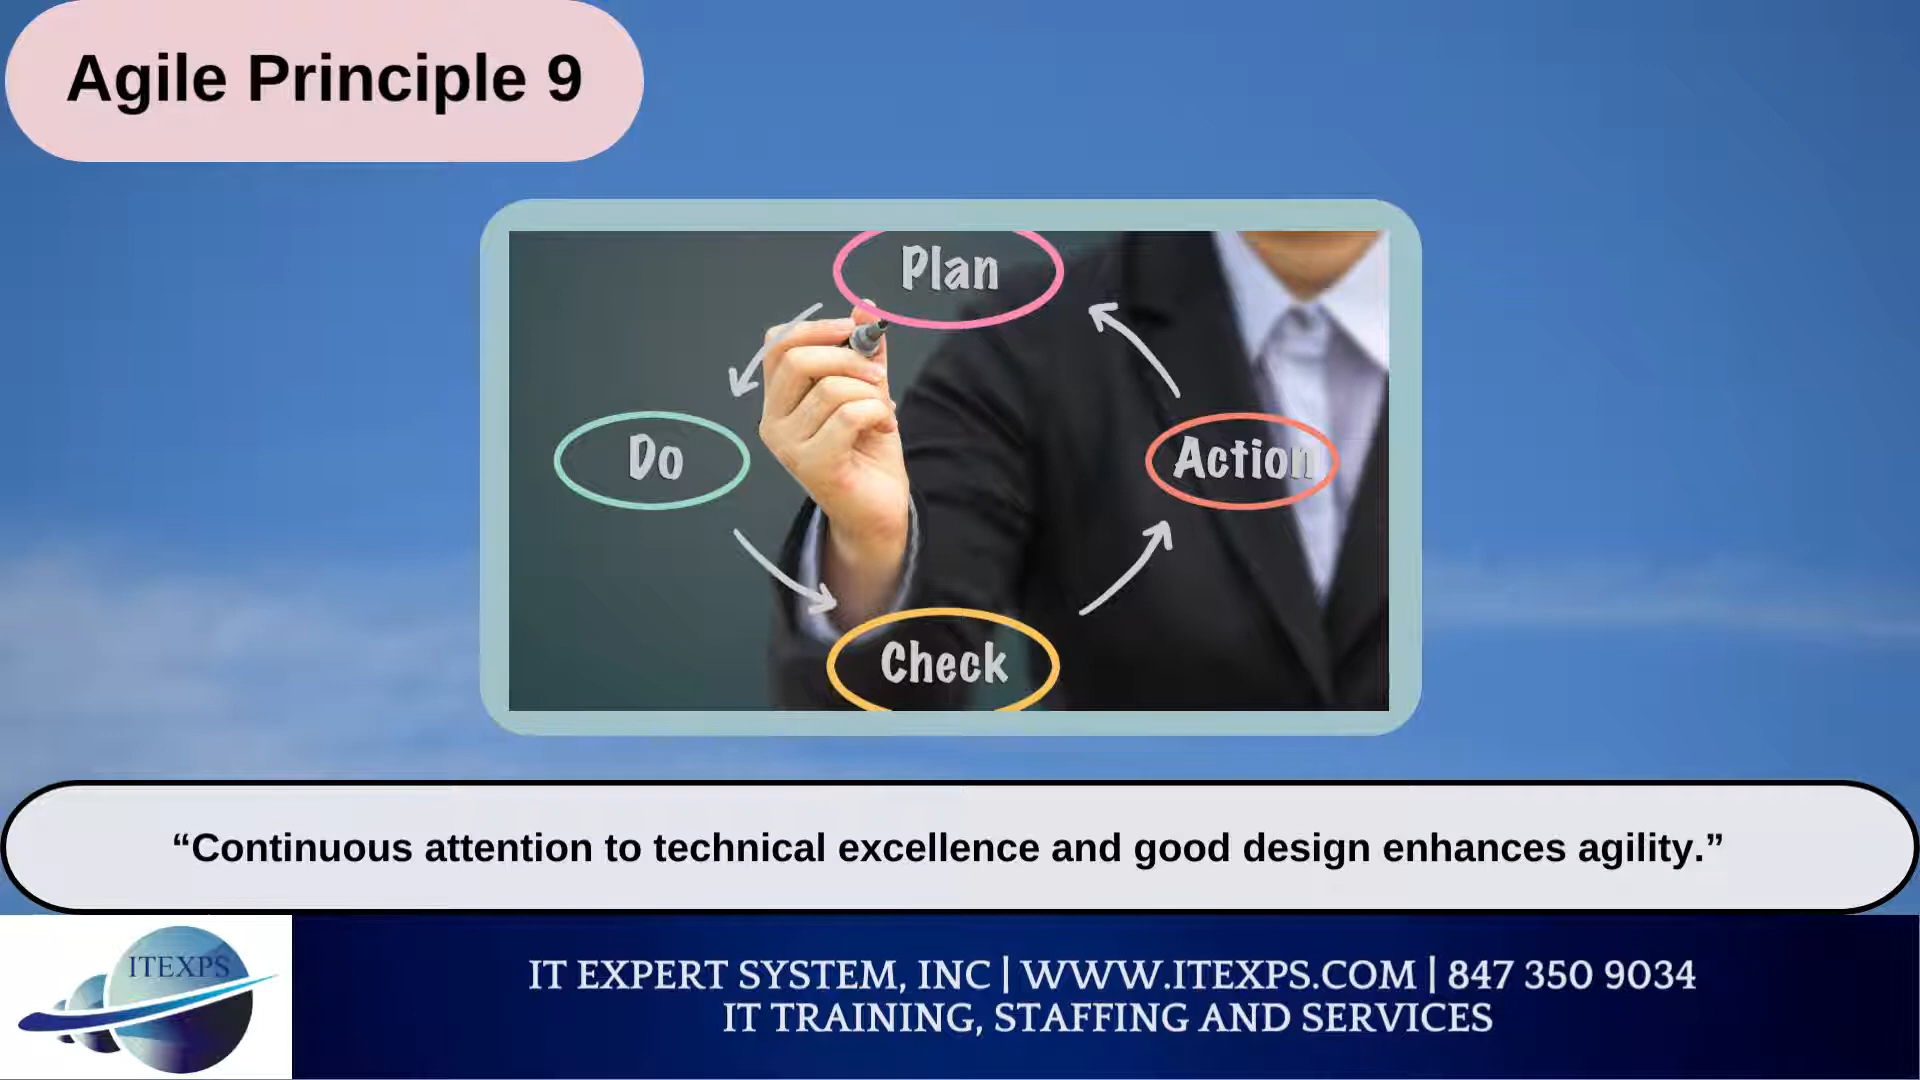 Agile Principle 9
Plan
Do
Action
Check
“Continuous attention to technical excellence and good design enhances agility.”
ITEXPS
IT EXPERT SYSTEM, INC | WWW.ITEXPS.COM | 847 350 9034
IT TRAINING, STAFFING AND SERVICES